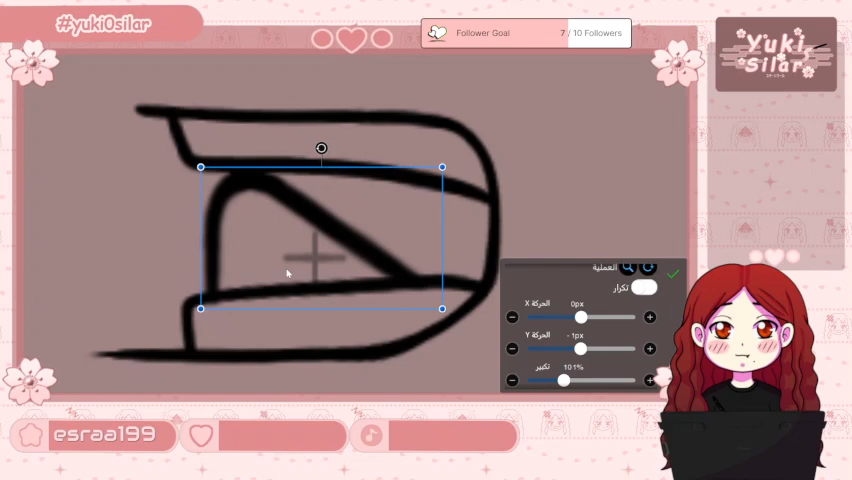 #yuki0silar
Follower Goal
7 / 10 Followers
Yuki
Silar
العملية
تكرار
الحركة X
0px
الحركة Y
- 1px
تكبير
101%
esraa199